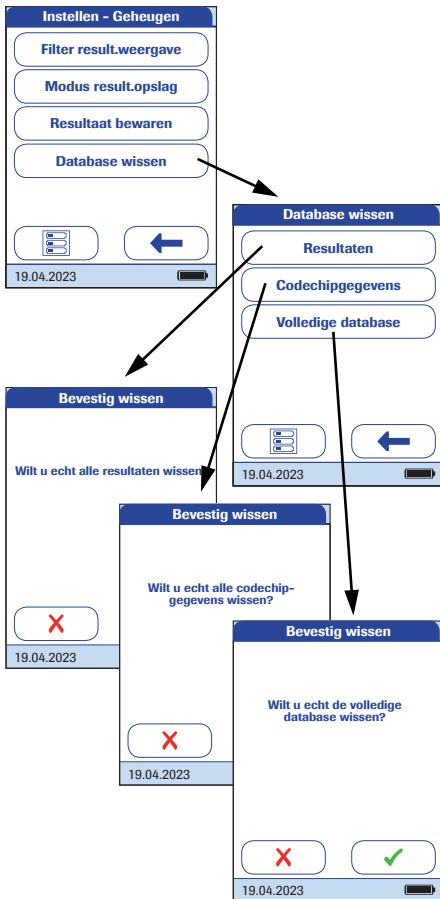 Instellen - Geheugen
Filter result.weergave
Modus result.opslag
Resultaat bewaren
Database wissen
19.04.2023
Database wissen
Resultaten
Codechipgegevens
Volledige database
19.04.2023
Bevestig wissen
Wilt u echt alle resultaten wissen
19.04.2023
Bevestig wissen
Wilt u echt alle codechip-
gegevens wissen?
19.04.2023
Bevestig wissen
Wilt u echt de volledige
database wissen?
19.04.2023